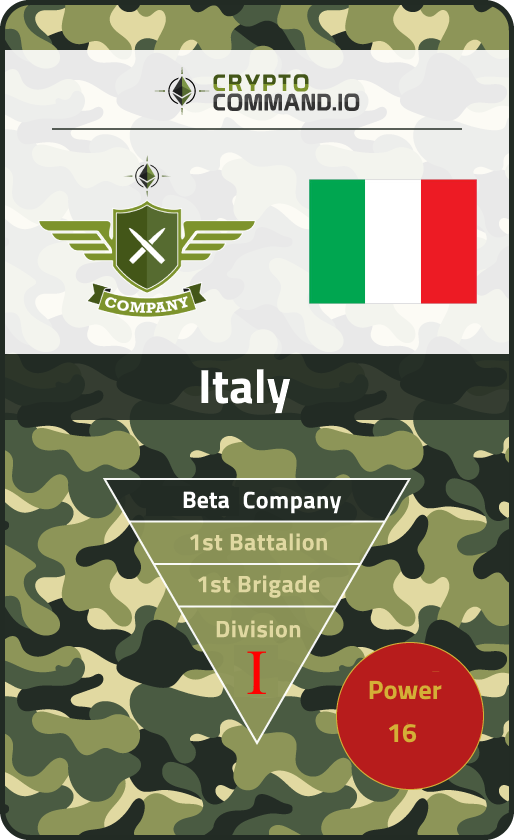 CRYPTO
COMMAND.IO
COMPANY
Italy
Beta Company
1st Battalion
1st Brigade
Division
I
Power
16